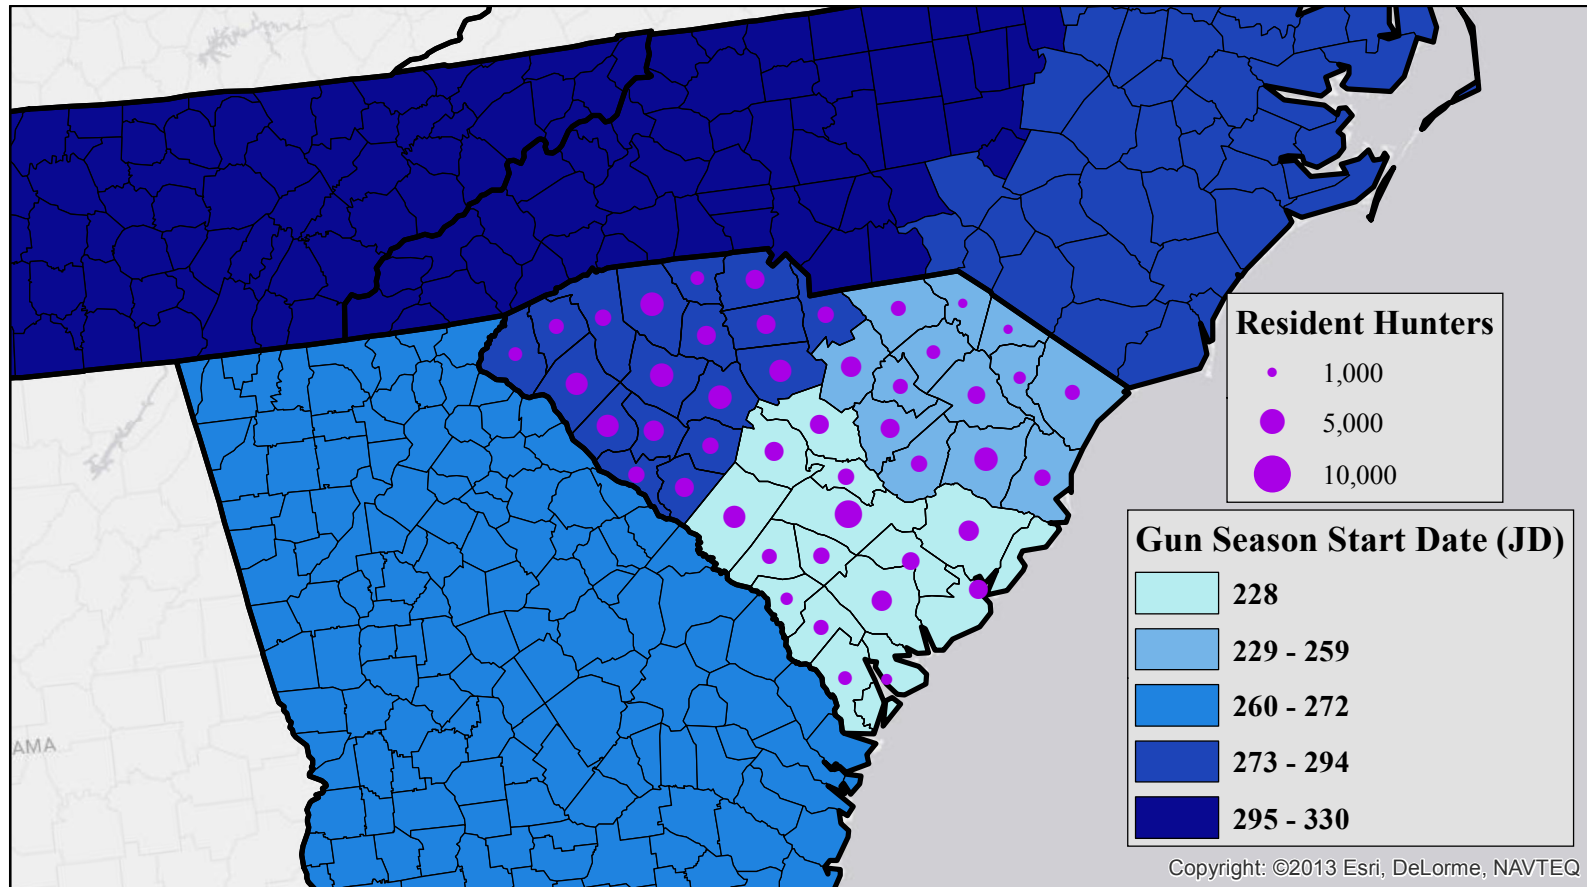 Resident Hunters
1,000
5,000
10,000
Gun Season Start Date (JD)
228
229 - 259
260 - 272
273 - 294
295 - 330
AMA
Copyright: ©2013 Esri, DeLorme, NAVTEQ